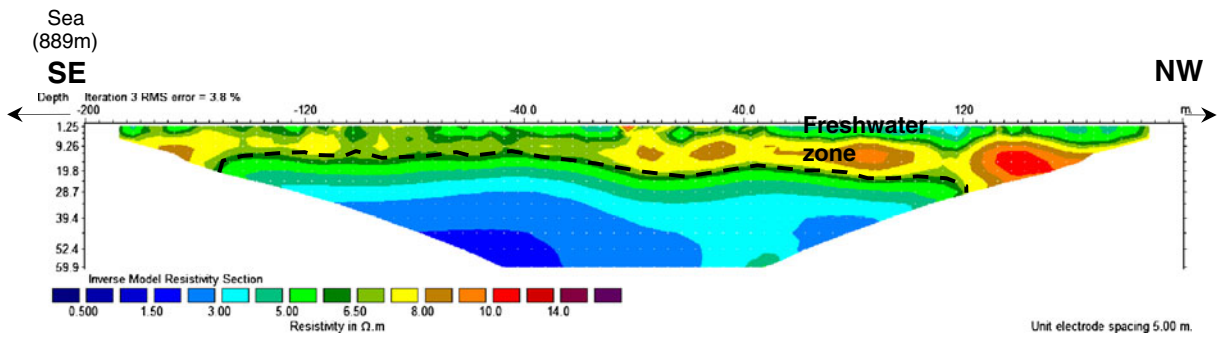 Sea
(889m)
SE
NW
Depth Iteration 3 RMS error = 3.8 %
-200 -120 -40.0 40.0 120 m.
Freshwater
zone
1.25
9.26
19.8
28.7
39.4
52.4
59.9
Inverse Model Resistivity Section
0.500 1.50 3.00 5.00 6.50 8.00 10.0 14.0
Resistivity in Ω.m
Unit electrode spacing 5.00 m.